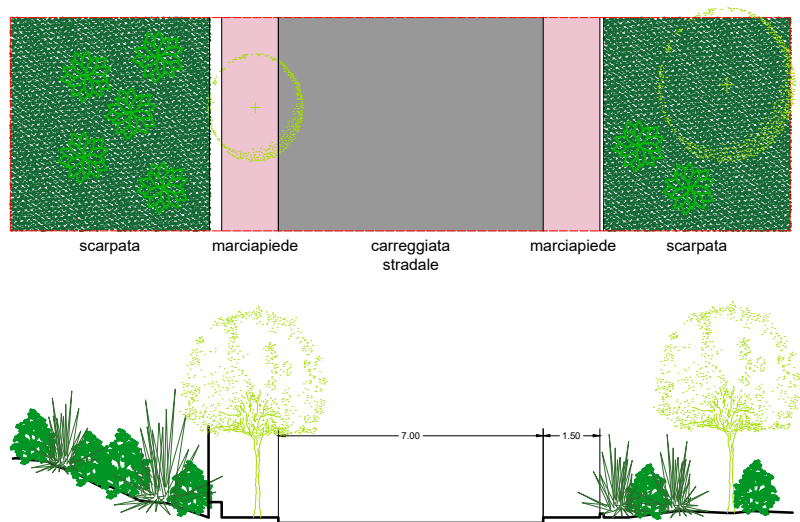 scarpata
marciapiede
carreggiata
stradale
marciapiede
scarpata
7.00
1.50